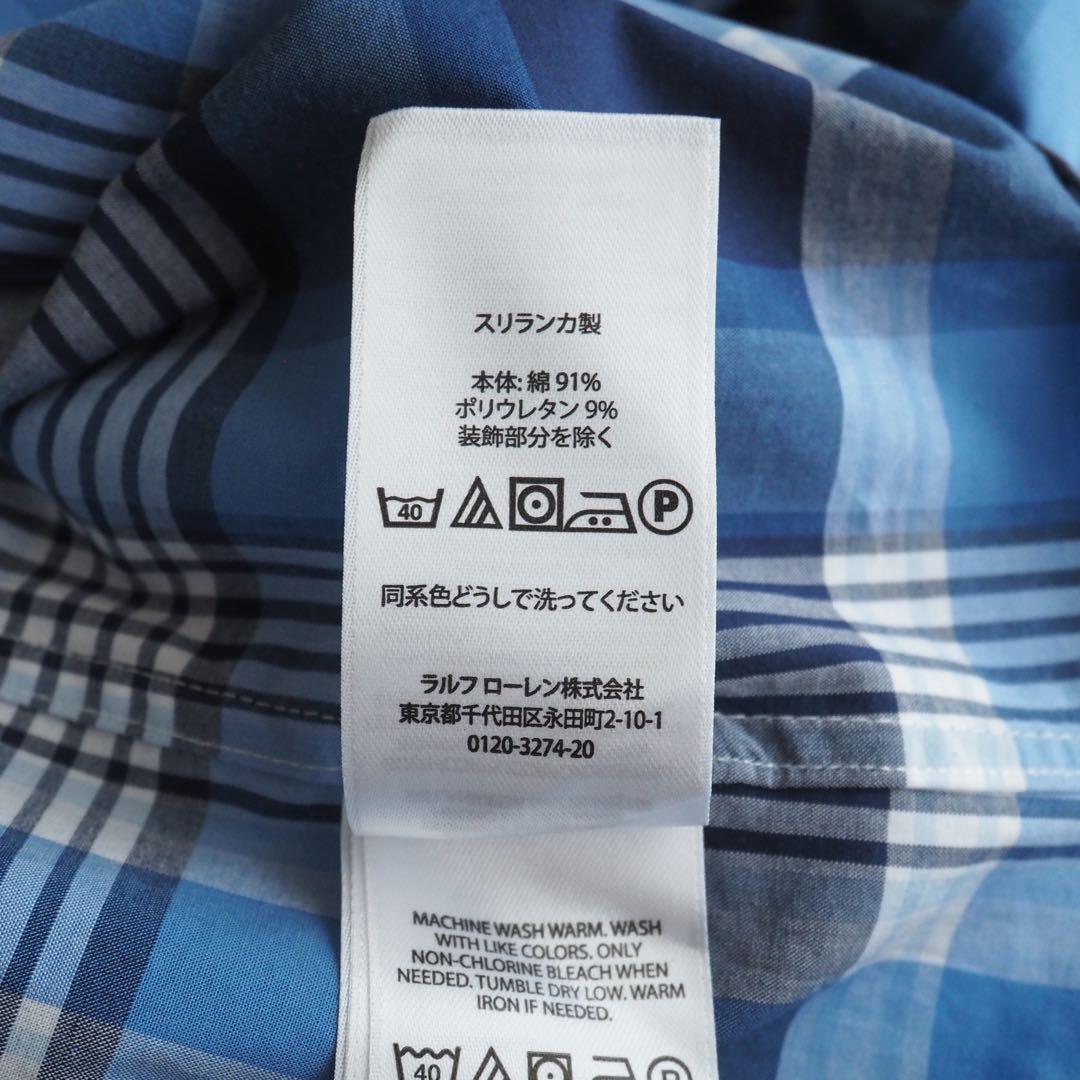 スリランカ製
本体: 綿 91%
ポリウレタン 9%
装飾部分を除く
40 P
同系色どうしで洗ってください
ラルフ ローレン株式会社
東京都千代田区永田町2-10-1
0120-3274-20
MACHINE WASH WARM. WASH
WITH LIKE COLORS. ONLY
NON-CHLORINE BLEACH WHEN
NEEDED. TUMBLE DRY LOW. WARM
IRON IF NEEDED.
40 P